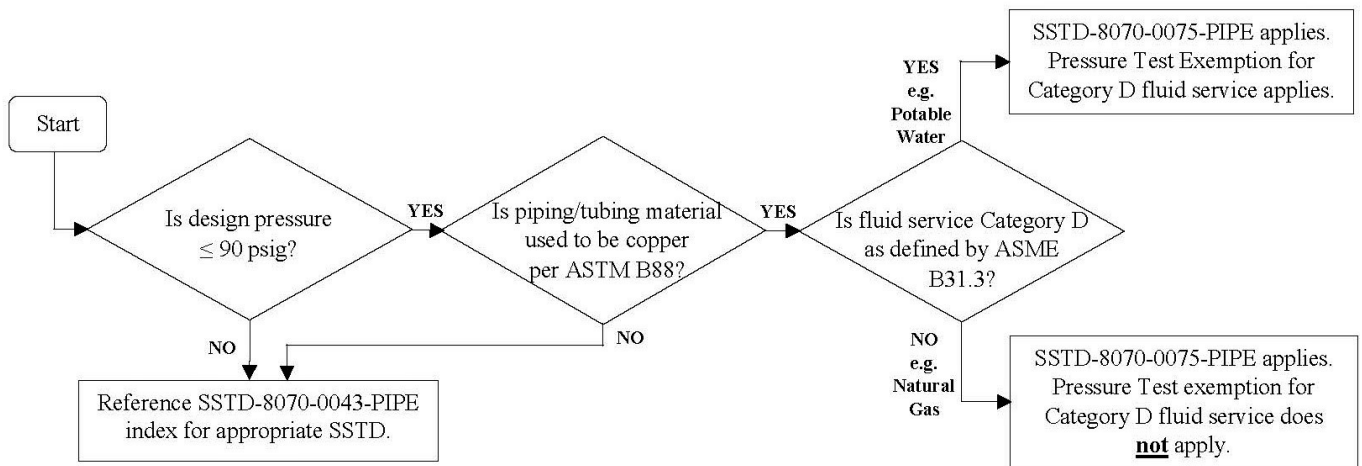 Start
Is design pressure
≤ 90 psig?
YES
NO
Is piping/tubing material
used to be copper
per ASTM B88?
YES
NO
Is fluid service Category D
as defined by ASME
B31.3?
YES
e.g.
Potable
Water
SSTD-8070-0075-PIPE applies.
Pressure Test Exemption for
Category D fluid service applies.
NO
e.g.
Natural
Gas
SSTD-8070-0075-PIPE applies.
Pressure Test exemption for
Category D fluid service does
not apply.
Reference SSTD-8070-0043-PIPE
index for appropriate SSTD.